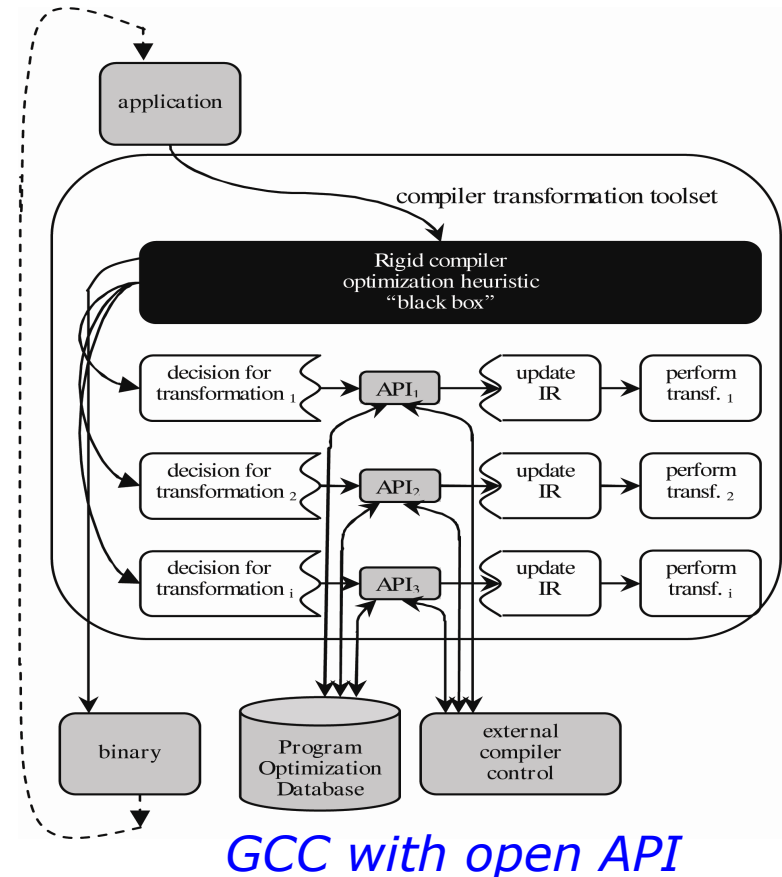 application
compiler transformation toolset
Rigid compiler
optimization heuristic
“black box”
decision for
transformation 1
API1
update
IR
perform
transf. 1
decision for
transformation 2
API2
update
IR
perform
transf. 2
decision for
transformation i
API3
update
IR
perform
transf. i
binary
Program
Optimization
Database
external
compiler
control
GCC with open API